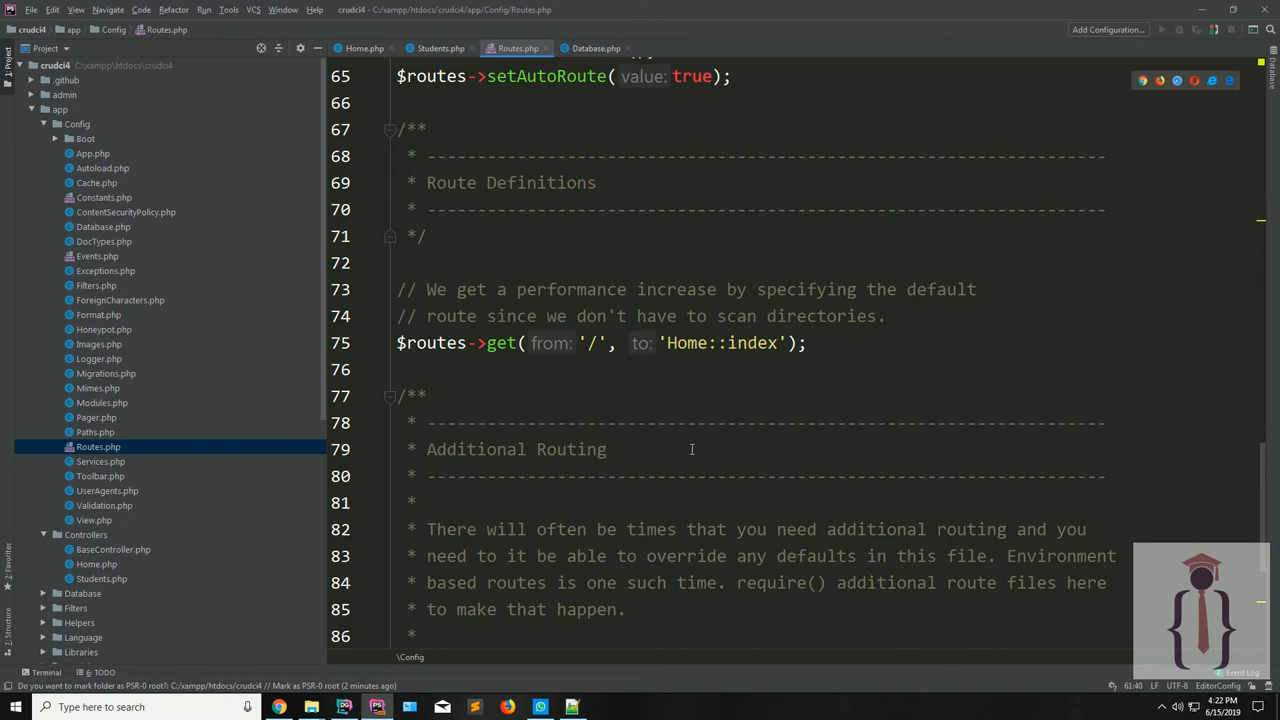 File Edit View Navigate Code Refactor Run Tools VCS Window Help crudci4 - C:\xampp\htdocs\crudci4\app\Config\Routes.php
crudci4 app Config Routes.php Add Configuration...
Project Home.php Students.php Routes.php Database.php
1: Project
Database
2: Favorites
Z: Structure
crudci4 C:\xampp\htdocs\crudci4
.github
admin
app
Config
Boot
App.php
Autoload.php
Cache.php
Constants.php
ContentSecurityPolicy.php
Database.php
DocTypes.php
Events.php
Exceptions.php
Filters.php
ForeignCharacters.php
Format.php
Honeypot.php
Images.php
Logger.php
Migrations.php
Mimes.php
Modules.php
Pager.php
Paths.php
Routes.php
Services.php
Toolbar.php
UserAgents.php
Validation.php
View.php
Controllers
BaseController.php
Home.php
Students.php
Database
Filters
Helpers
Language
Libraries
65 $routes->setAutoRoute( value: true);
66
67 /**
68 * --------------------------------------------------------------------
69 * Route Definitions
70 * --------------------------------------------------------------------
71 */
72
73 // We get a performance increase by specifying the default
74 // route since we don't have to scan directories.
75 $routes->get( from: '/', to: 'Home::index');
76
77 /**
78 * --------------------------------------------------------------------
79 * Additional Routing
80 * --------------------------------------------------------------------
81 *
82 * There will often be times that you need additional routing and you
83 * need to it be able to override any defaults in this file. Environment
84 * based routes is one such time. require() additional route files here
85 * to make that happen.
86 *
\Config
Terminal 6: TODO Event Log
Do you want to mark folder as PSR-0 root?: C:/xampp/htdocs/crudci4 // Mark as PSR-0 (2 minutes ago) 61:40 LF UTF-8 EditorConfig
Type here to search
4:22 PM
6/15/2019